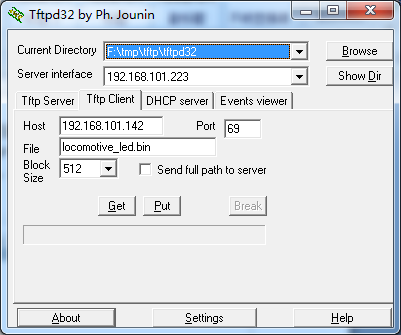 Tftpd32 by Ph. Jounin
Current Directory F:\tmp\tftp\tftpd32 Browse
Server interface 192.168.101.223 Show Dir
Tftp Server Tftp Client DHCP server Events viewer
Host 192.168.101.142 Port 69
File locomotive_led.bin
Block Size 512 Send full path to server
Get Put Break
About Settings Help